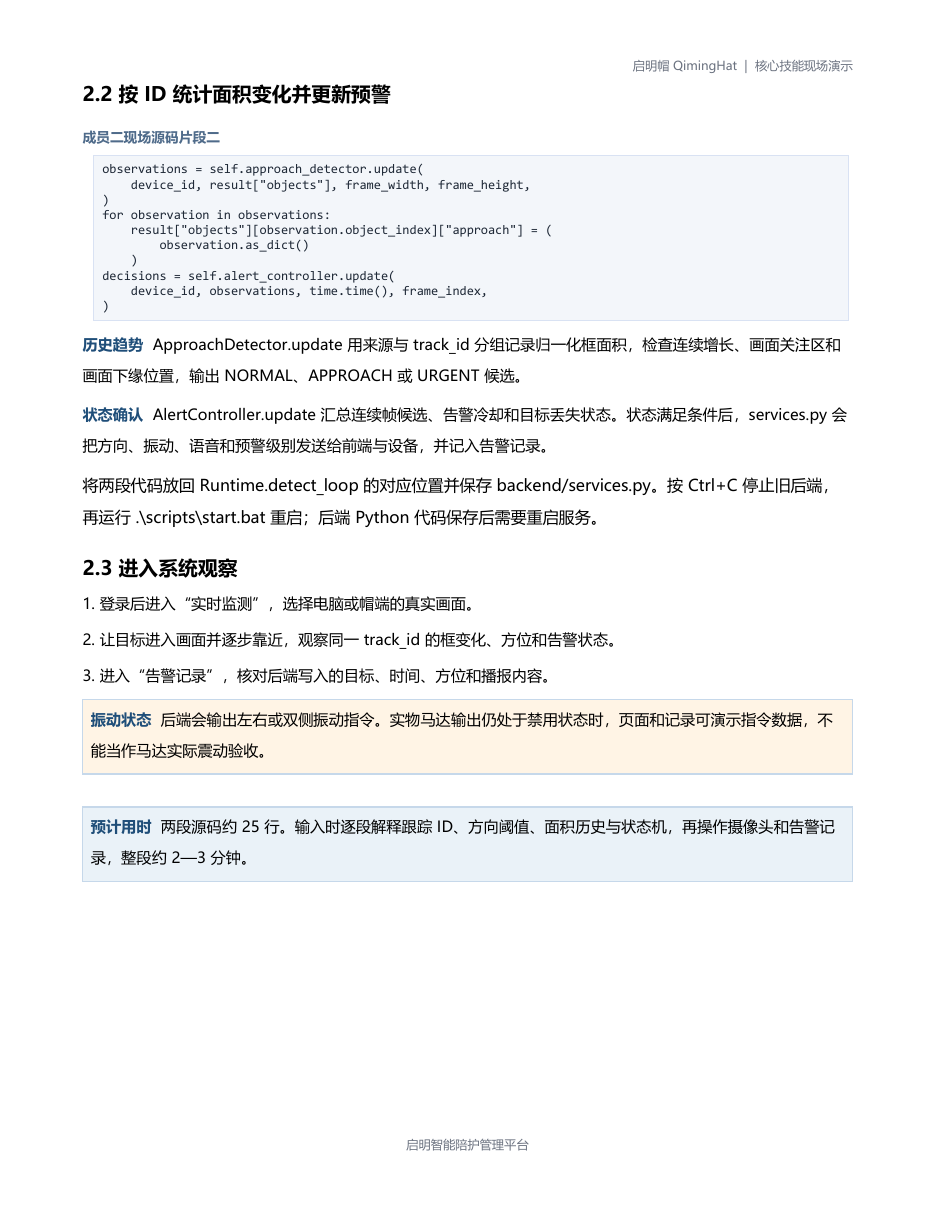 启明帽 QimingHat | 核心技能现场演示
2.2 按 ID 统计面积变化并更新预警
成员二现场源码片段二
observations = self.approach_detector.update(
    device_id, result["objects"], frame_width, frame_height,
)
for observation in observations:
    result["objects"][observation.object_index]["approach"] = (
        observation.as_dict()
    )
decisions = self.alert_controller.update(
    device_id, observations, time.time(), frame_index,
)
历史趋势 ApproachDetector.update 用来源与 track_id 分组记录归一化框面积，检查连续增长、画面关注区和
画面下缘位置，输出 NORMAL、APPROACH 或 URGENT 候选。
状态确认 AlertController.update 汇总连续帧候选、告警冷却和目标丢失状态。状态满足条件后，services.py 会
把方向、振动、语音和预警级别发送给前端与设备，并记入告警记录。
将两段代码放回 Runtime.detect_loop 的对应位置并保存 backend/services.py。按 Ctrl+C 停止旧后端，
再运行 .\scripts\start.bat 重启；后端 Python 代码保存后需要重启服务。
2.3 进入系统观察
1. 登录后进入“实时监测”，选择电脑或帽端的真实画面。
2. 让目标进入画面并逐步靠近，观察同一 track_id 的框变化、方位和告警状态。
3. 进入“告警记录”，核对后端写入的目标、时间、方位和播报内容。
振动状态 后端会输出左右或双侧振动指令。实物马达输出仍处于禁用状态时，页面和记录可演示指令数据，不
能当作马达实际震动验收。
预计用时 两段源码约 25 行。输入时逐段解释跟踪 ID、方向阈值、面积历史与状态机，再操作摄像头和告警记
录，整段约 2—3 分钟。
启明智能陪护管理平台